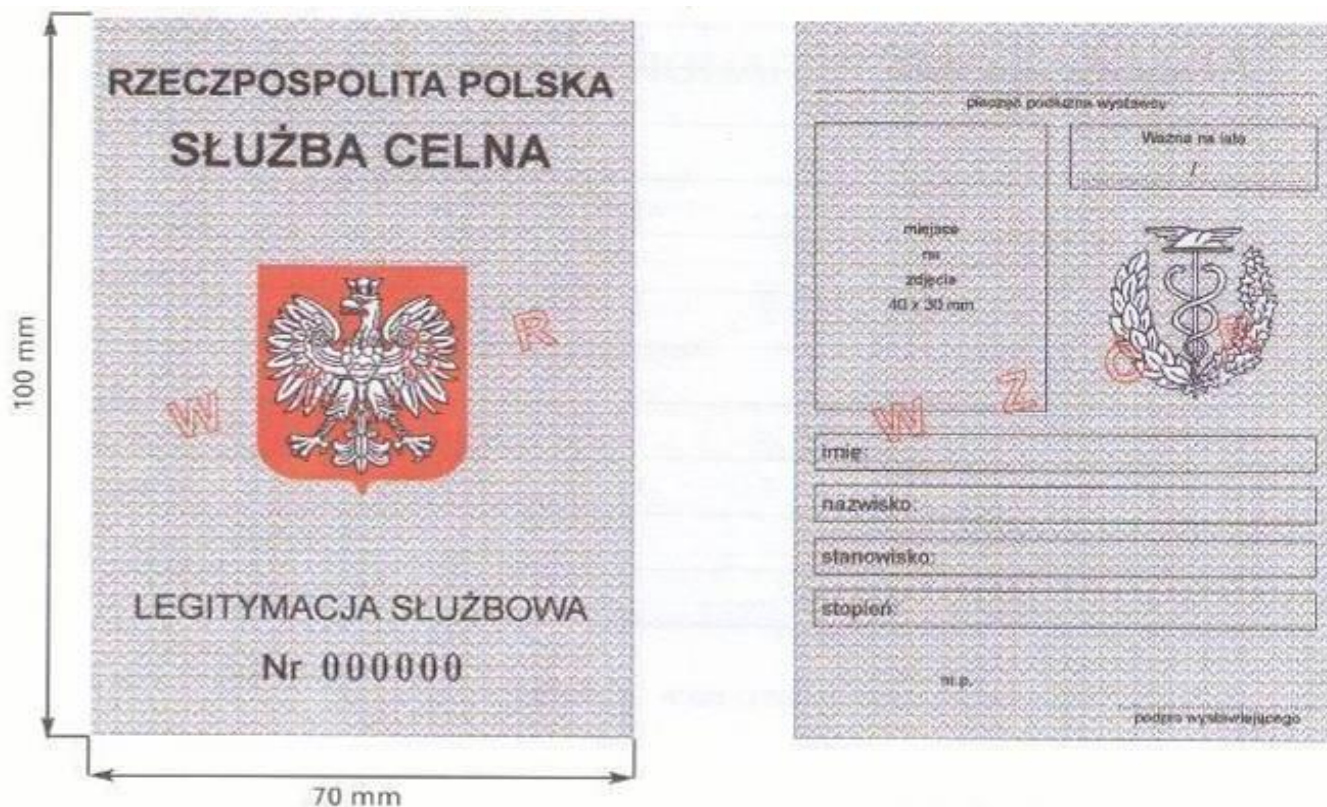 RZECZPOSPOLITA POLSKA
SŁUŻBA CELNA
W R
LEGITYMACJA SŁUŻBOWA
Nr 000000
100 mm
70 mm
pieczęć podłużna wystawcy
Ważna na lata
/
miejsce
na
zdjęcie
40 x 30 mm
W Z Ó R
imię:
nazwisko:
stanowisko:
stopień:
m.p.
podpis wystawiającego